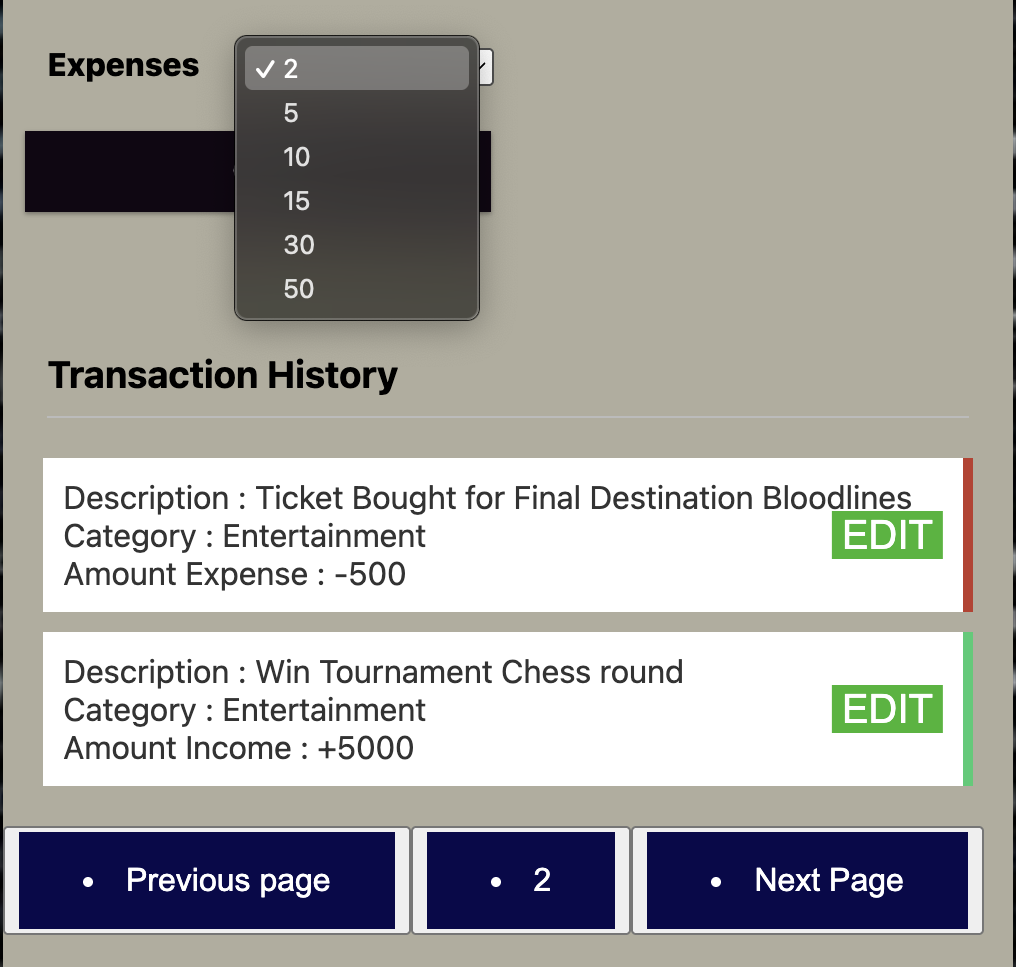 Expenses
✓ 2
5
10
15
30
50
Transaction History
Description : Ticket Bought for Final Destination Bloodlines
Category : Entertainment
EDIT
Amount Expense : -500
Description : Win Tournament Chess round
Category : Entertainment
EDIT
Amount Income : +5000
• Previous page
• 2
• Next Page